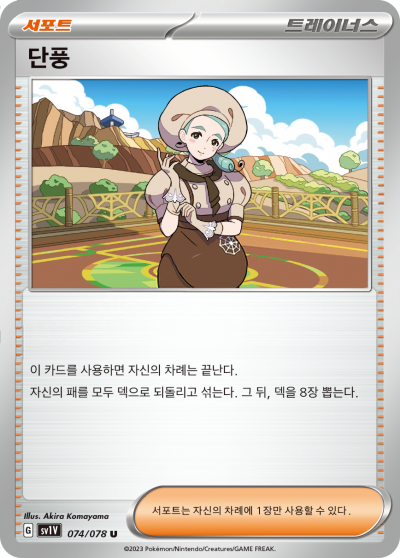 서포트
트레이너스
단풍
이 카드를 사용하면 자신의 차례는 끝난다.
자신의 패를 모두 덱으로 되돌리고 섞는다. 그 뒤, 덱을 8장 뽑는다.
Illus. Akira Komayama
서포트는 자신의 차례에 1장만 사용할 수 있다.
G SV1V 074/078 U
©2023 Pokémon/Nintendo/Creatures/GAME FREAK.